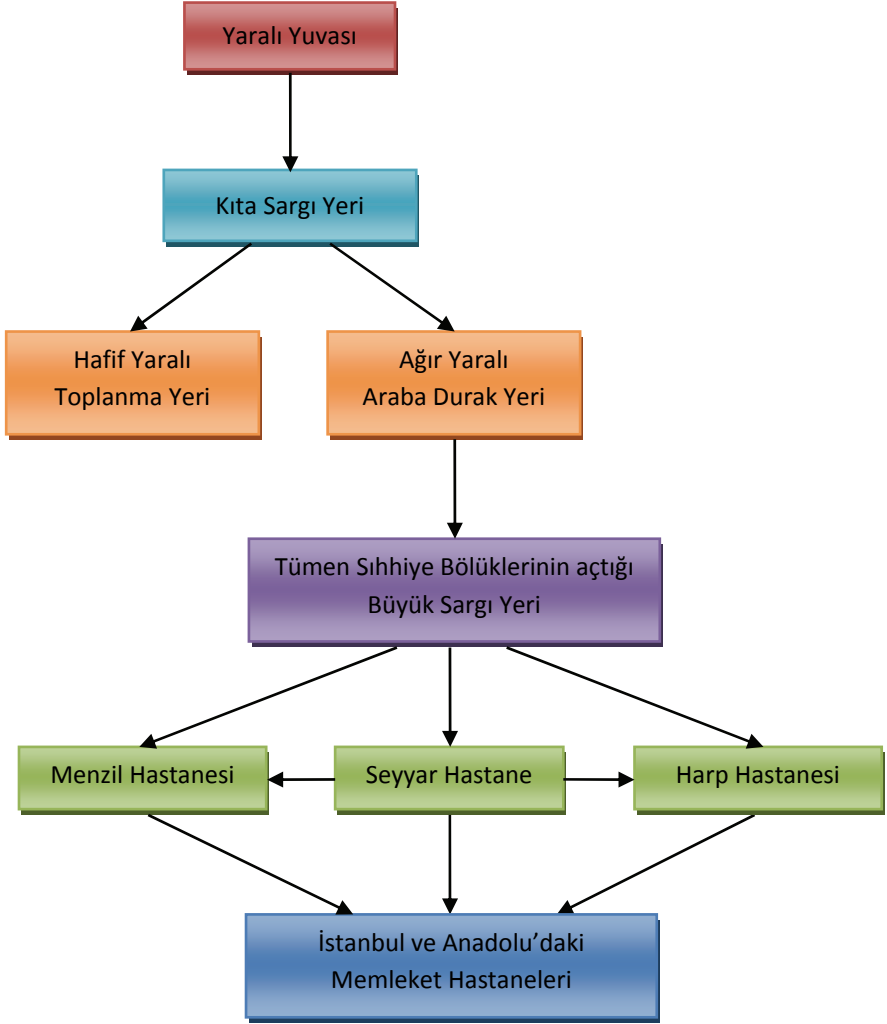 Yaralı Yuvası
Kıta Sargı Yeri
Hafif Yaralı
Toplanma Yeri
Ağır Yaralı
Araba Durak Yeri
Tümen Sıhhiye Bölüklerinin açtığı
Büyük Sargı Yeri
Menzil Hastanesi
Seyyar Hastane
Harp Hastanesi
İstanbul ve Anadolu’daki
Memleket Hastaneleri